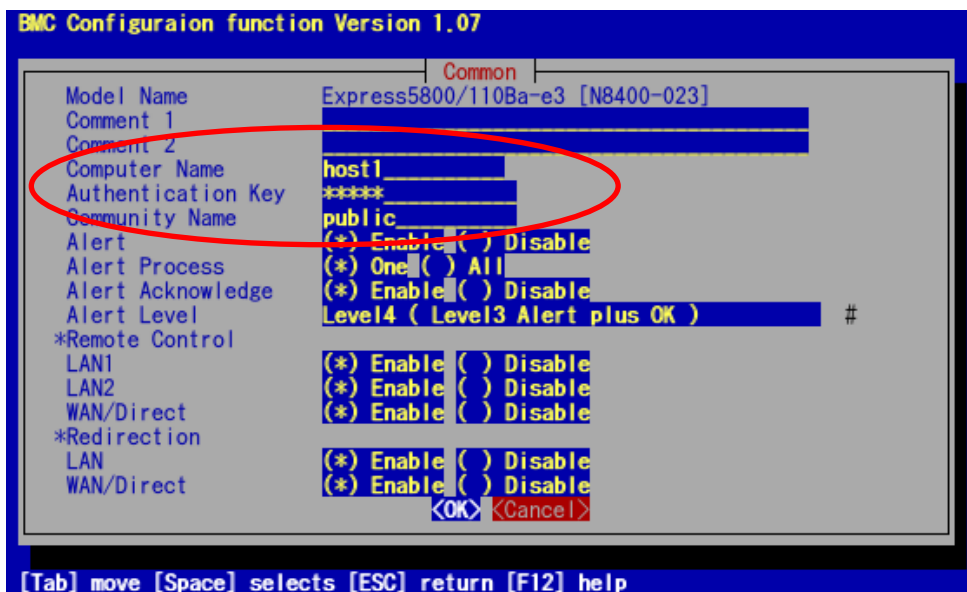 BMC Configuraion function Version 1.07
Common
Model Name Express5800/110Ba-e3 [N8400-023]
Comment 1
Comment 2
Computer Name host1
Authentication Key *****
Community Name public
Alert (*) Enable ( ) Disable
Alert Process (*) One ( ) All
Alert Acknowledge (*) Enable ( ) Disable
Alert Level Level4 ( Level3 Alert plus OK ) #
*Remote Control
LAN1 (*) Enable ( ) Disable
LAN2 (*) Enable ( ) Disable
WAN/Direct (*) Enable ( ) Disable
*Redirection
LAN (*) Enable ( ) Disable
WAN/Direct (*) Enable ( ) Disable
<OK> <Cancel>
[Tab] move [Space] selects [ESC] return [F12] help